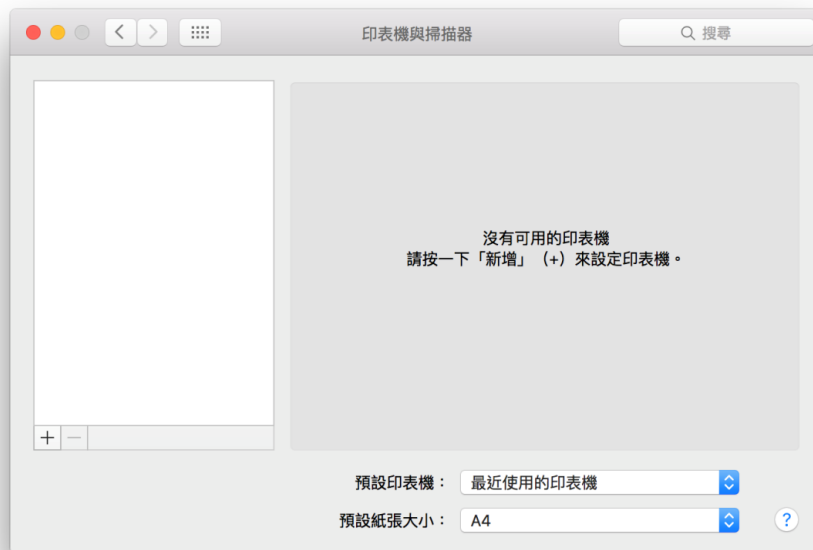 印表機與掃描器
搜尋
沒有可用的印表機
請按一下「新增」（+）來設定印表機。
預設印表機：
最近使用的印表機
預設紙張大小：
A4
?